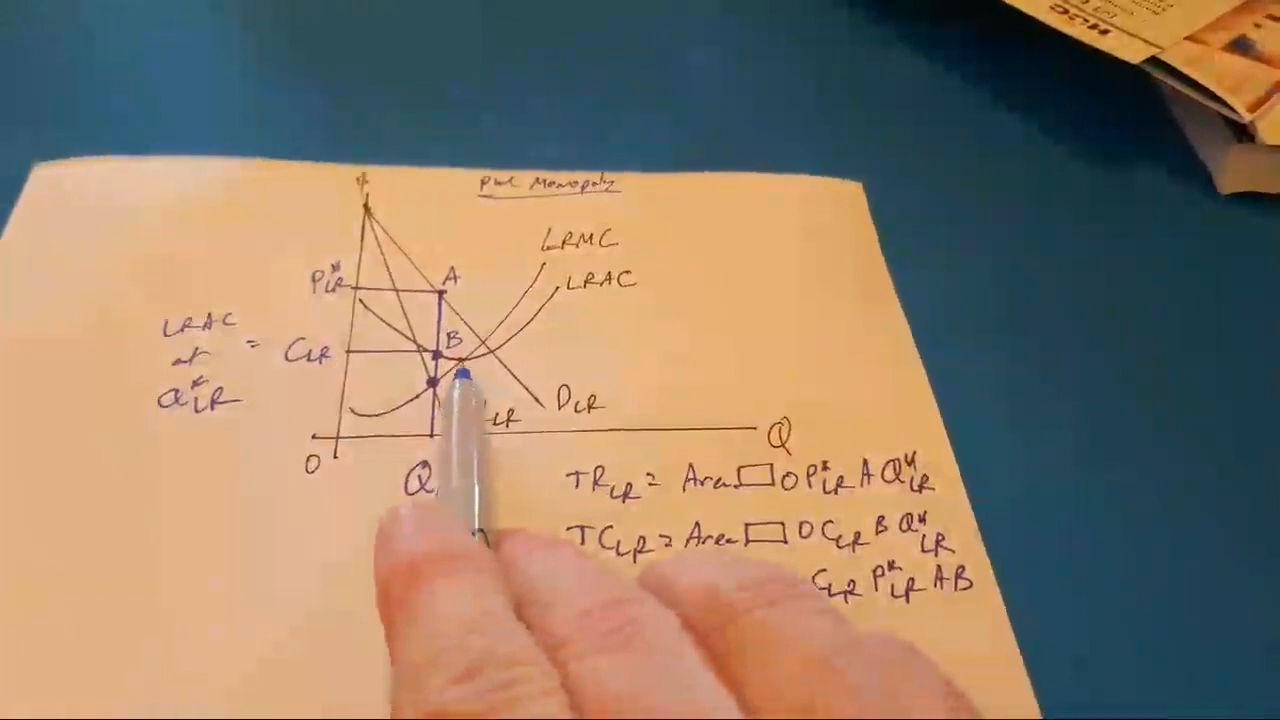 Pure Monopoly
LRMC
P*LR A LRAC
LRAC at Q*LR = CLR B
LR DLR
O Q Q
TRLR = Area ▭ O P*LR A Q*LR
TCLR = Area ▭ O CLR B Q*LR
CLR P*LR A B